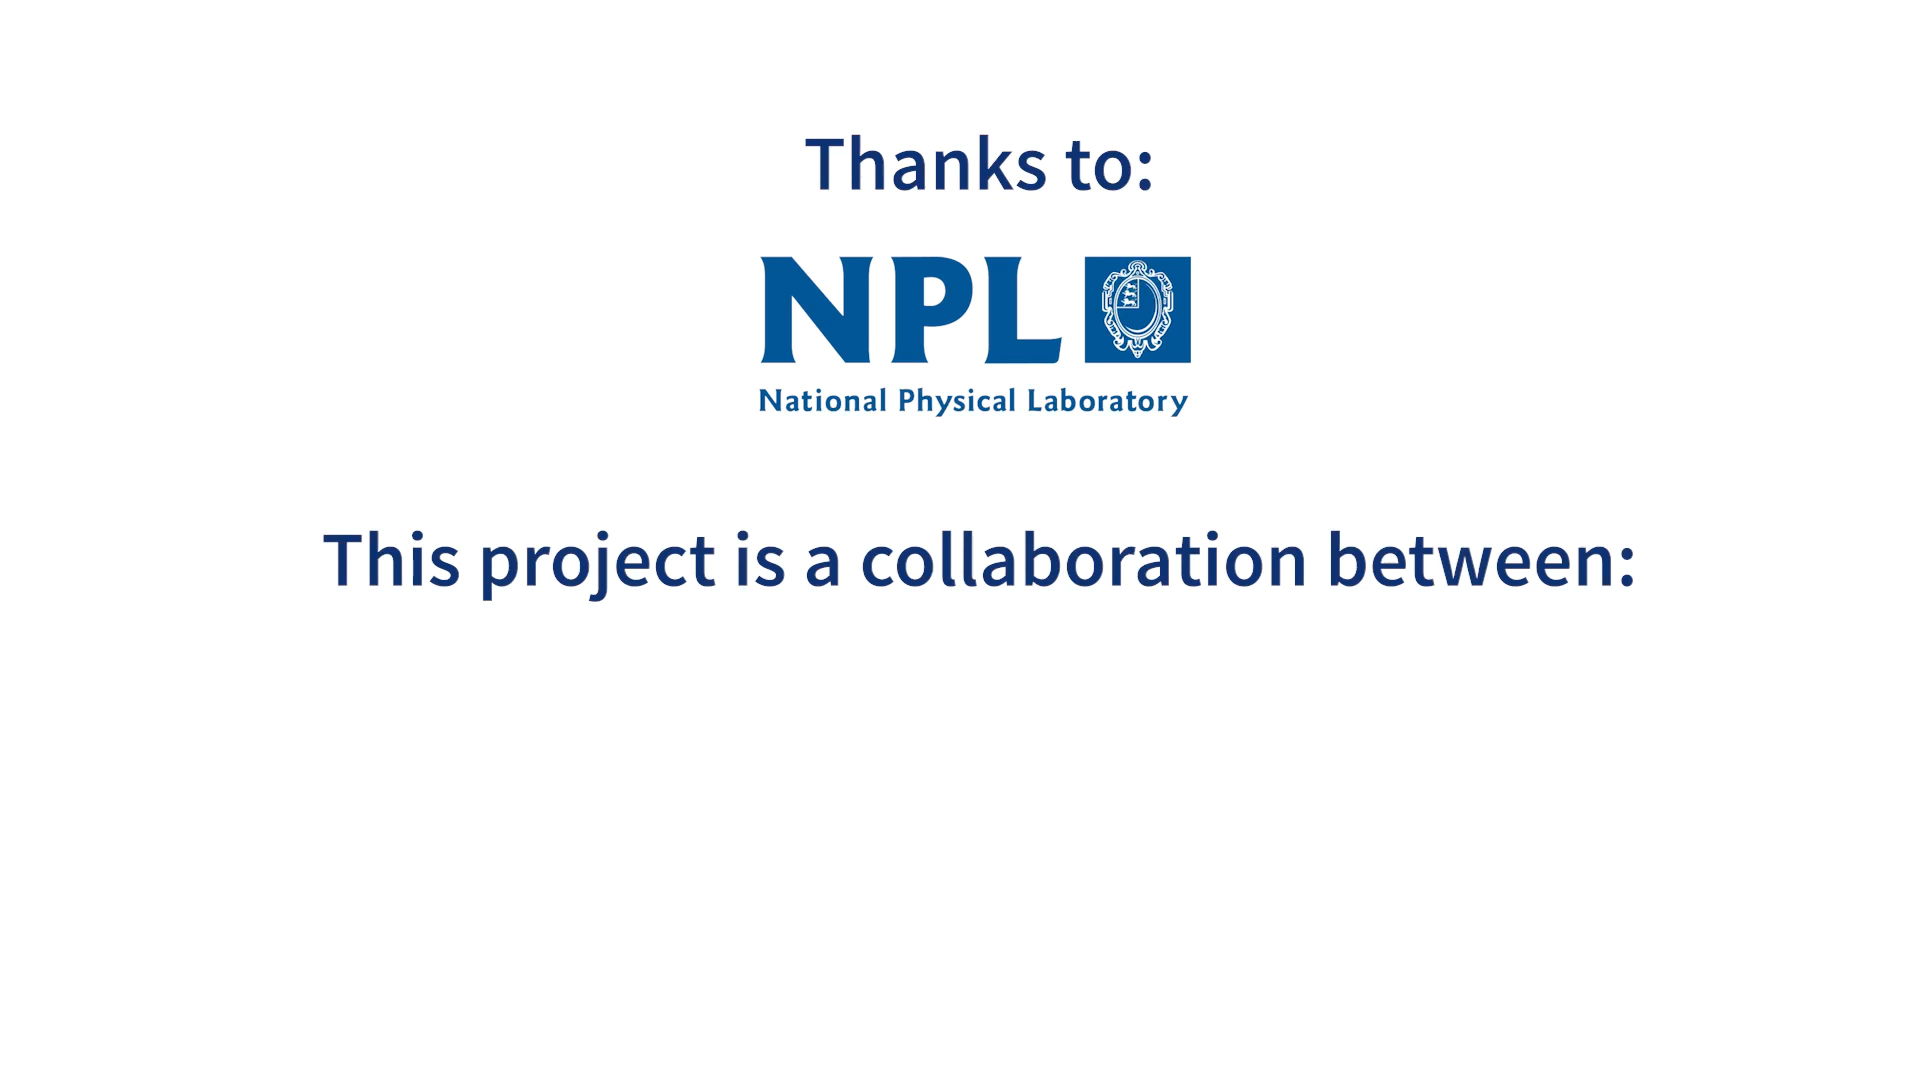 Thanks to:
NPL
National Physical Laboratory
This project is a collaboration between: